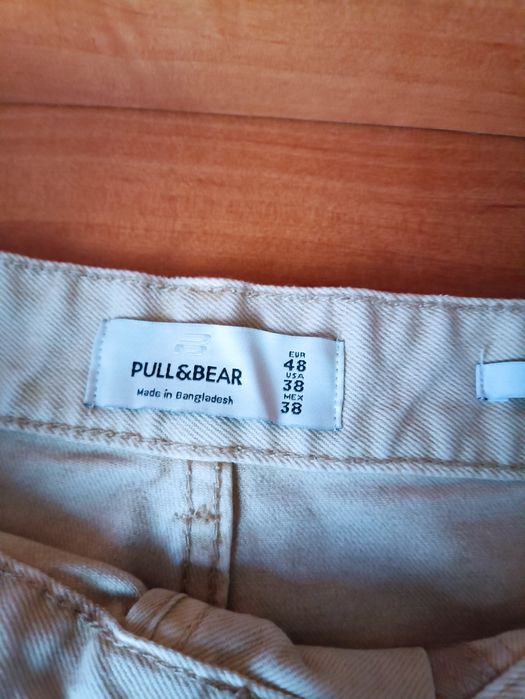 PULL&BEAR
Made in Bangladesh
EUR
48
USA
38
MEX
38